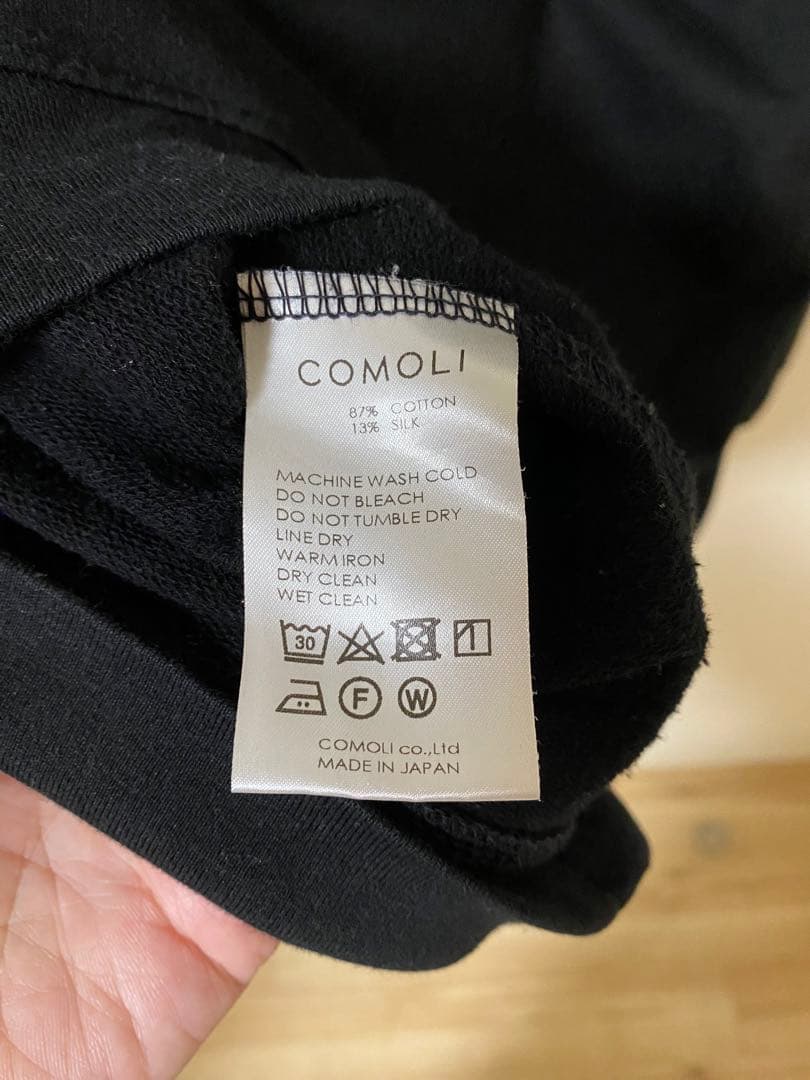 COMOLI
87% COTTON
13% SILK
MACHINE WASH COLD
DO NOT BLEACH
DO NOT TUMBLE DRY
LINE DRY
WARM IRON
DRY CLEAN
WET CLEAN
30
F W
COMOLI co.,Ltd
MADE IN JAPAN